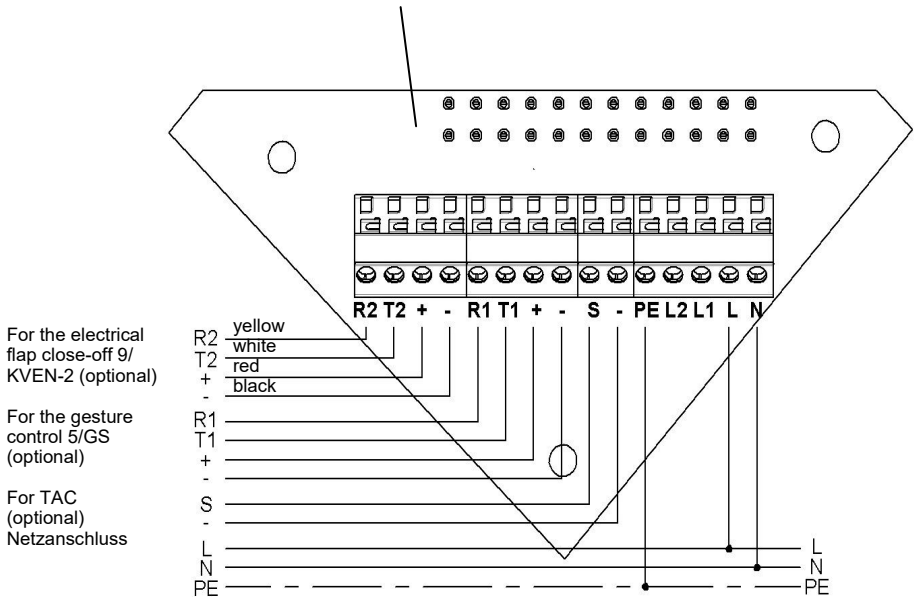 R2 T2 + - R1 T1 + - S - PE L2 L1 L N
For the electrical
flap close-off 9/
KVEN-2 (optional)
R2 yellow
T2 white
+ red
- black
For the gesture
control 5/GS
(optional)
R1
T1
+
-
For TAC
(optional)
Netzanschluss
S
-
L L
N N
PE PE